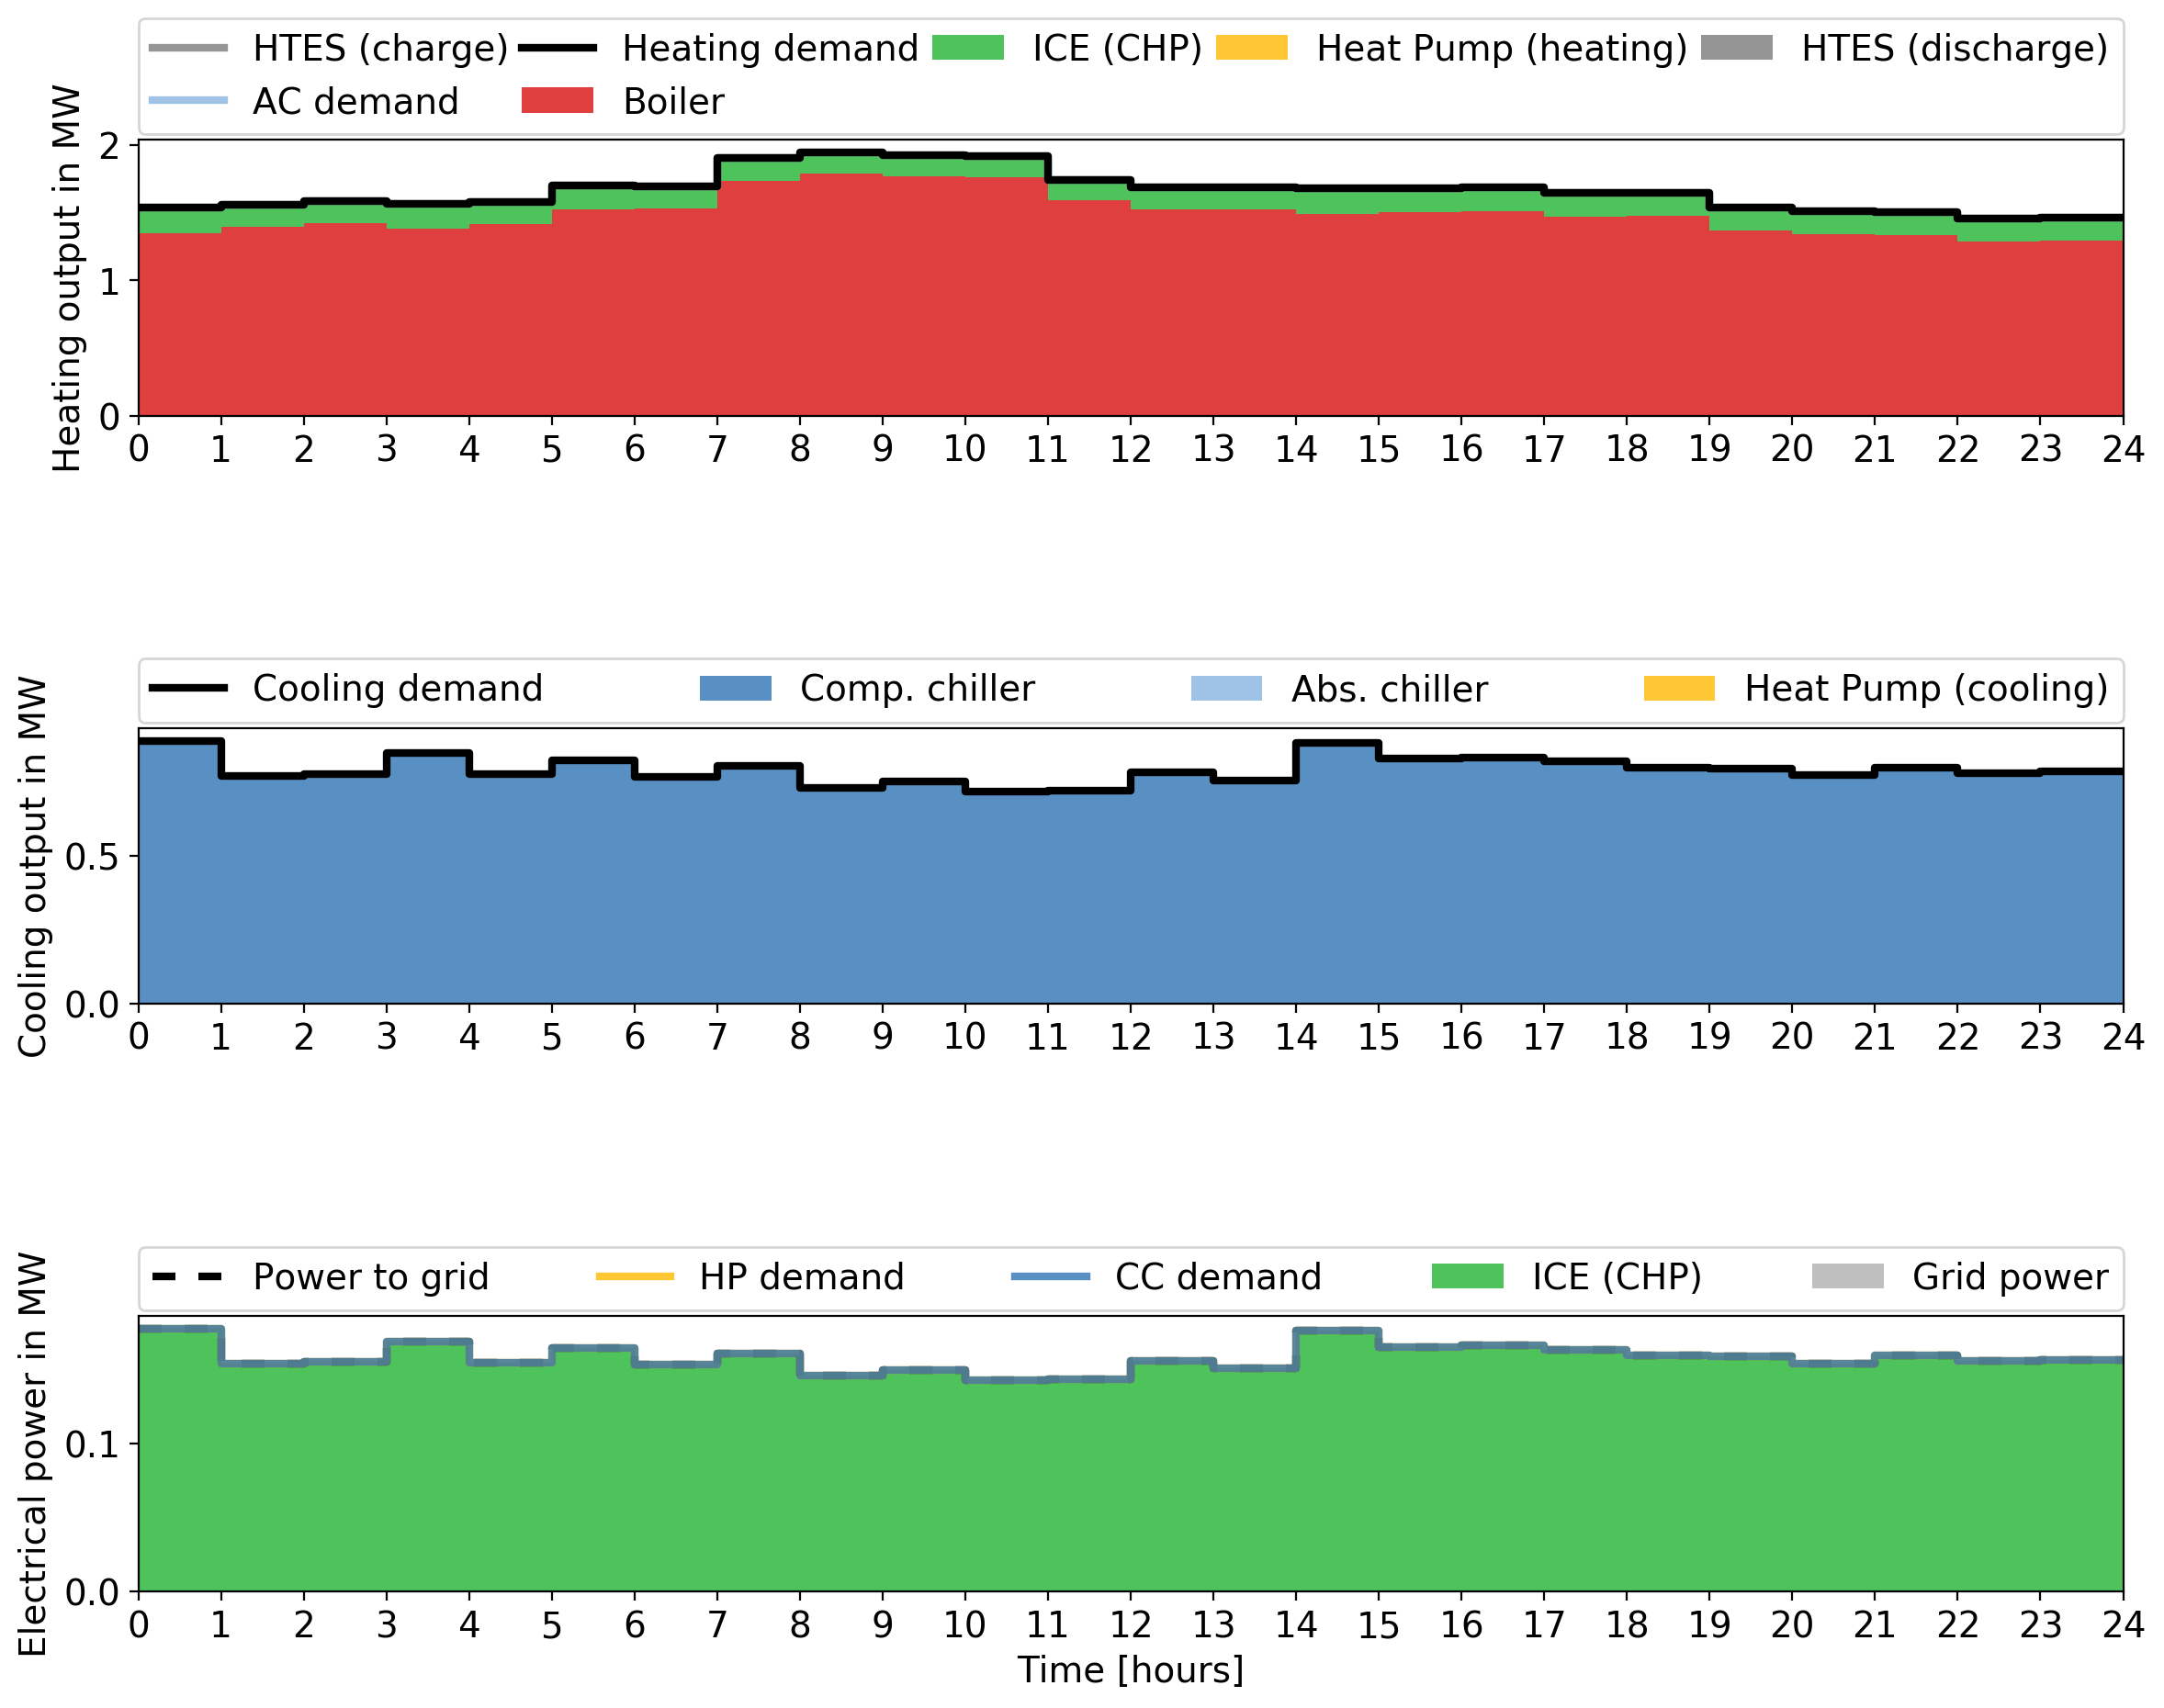 HTES (charge) Heating demand ICE (CHP) Heat Pump (heating) HTES (discharge)
AC demand Boiler
Heating output in MW
2
1
0
0 1 2 3 4 5 6 7 8 9 10 11 12 13 14 15 16 17 18 19 20 21 22 23 24
Cooling demand Comp. chiller Abs. chiller Heat Pump (cooling)
Cooling output in MW
0.5
0.0
0 1 2 3 4 5 6 7 8 9 10 11 12 13 14 15 16 17 18 19 20 21 22 23 24
Power to grid HP demand CC demand ICE (CHP) Grid power
Electrical power in MW
0.1
0.0
0 1 2 3 4 5 6 7 8 9 10 11 12 13 14 15 16 17 18 19 20 21 22 23 24
Time [hours]